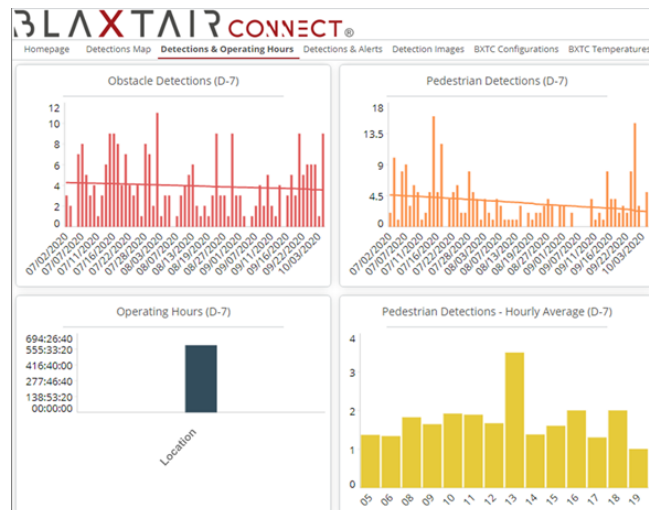 BLAXTAIR CONNECT®
Homepage Detections Map Detections & Operating Hours Detections & Alerts Detection Images BXTC Configurations BXTC Temperatures
Obstacle Detections (D-7)
12
10
8
6
4
2
0
07/02/2020 07/07/2020 07/11/2020 07/16/2020 07/22/2020 07/28/2020 08/03/2020 08/07/2020 08/13/2020 08/19/2020 08/27/2020 09/01/2020 09/07/2020 09/11/2020 09/16/2020 09/22/2020 10/03/2020
Pedestrian Detections (D-7)
18
13.5
9
4.5
0
07/02/2020 07/07/2020 07/11/2020 07/16/2020 07/22/2020 07/28/2020 08/03/2020 08/07/2020 08/13/2020 08/19/2020 08/27/2020 09/01/2020 09/07/2020 09/11/2020 09/16/2020 09/22/2020 10/03/2020
Operating Hours (D-7)
694:26:40
555:33:20
416:40:00
277:46:40
138:53:20
00:00:00
Location
Pedestrian Detections - Hourly Average (D-7)
4
3
2
1
0
05 06 08 09 10 11 12 13 14 15 16 17 18 19